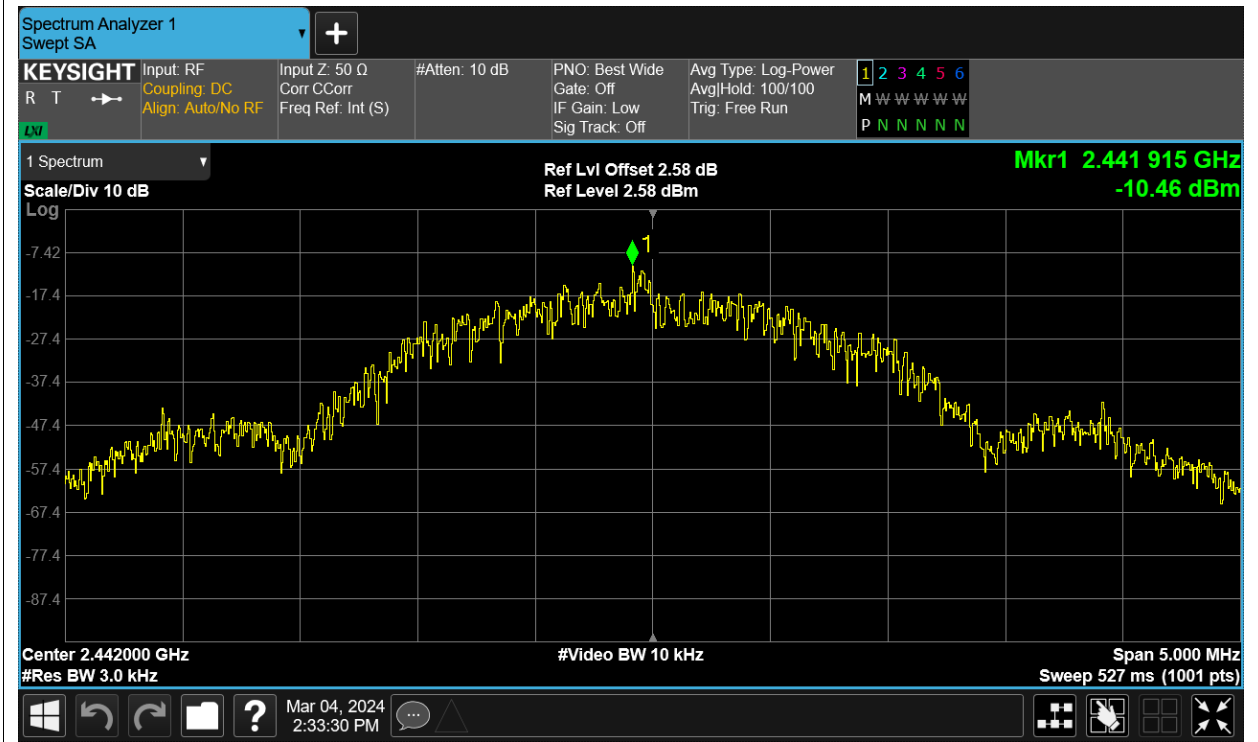 Spectrum Analyzer 1
Swept SA
KEYSIGHT
R T
LXI
Input: RF
Coupling: DC
Align: Auto/No RF
Input Z: 50 Ω
Corr CCorr
Freq Ref: Int (S)
#Atten: 10 dB
PNO: Best Wide
Gate: Off
IF Gain: Low
Sig Track: Off
Avg Type: Log-Power
Avg|Hold: 100/100
Trig: Free Run
1 2 3 4 5 6
M W W W W W
P N N N N N
1 Spectrum
Scale/Div 10 dB
Log
Ref Lvl Offset 2.58 dB
Ref Level 2.58 dBm
Mkr1 2.441 915 GHz
-10.46 dBm
1
-7.42
-17.4
-27.4
-37.4
-47.4
-57.4
-67.4
-77.4
-87.4
Center 2.442000 GHz
#Res BW 3.0 kHz
#Video BW 10 kHz
Span 5.000 MHz
Sweep 527 ms (1001 pts)
?
Mar 04, 2024
2:33:30 PM